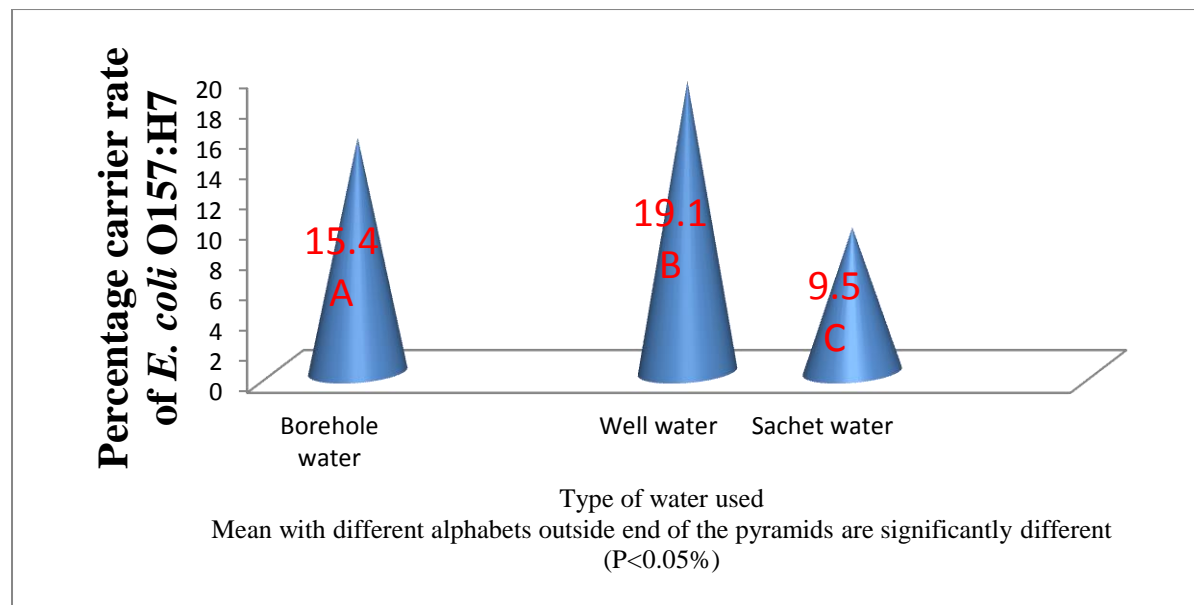 Percentage carrier rate
of E. coli O157:H7
20
18
16
14
12
10
8
6
4
2
0
15.4
A
19.1
B
9.5
C
Borehole
water
Well water
Sachet water
Type of water used
Mean with different alphabets outside end of the pyramids are significantly different
(P<0.05%)